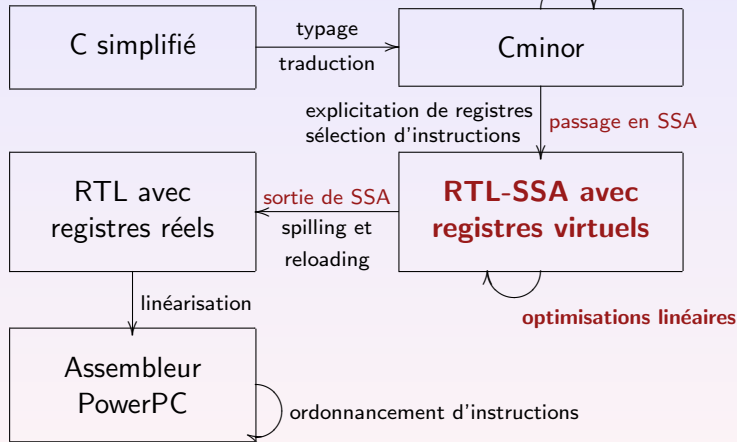 C simplifié
typage
traduction
Cminor
explicitation de registres
sélection d'instructions
passage en SSA
RTL avec
registres réels
sortie de SSA
spilling et
reloading
RTL-SSA avec
registres virtuels
linéarisation
optimisations linéaires
Assembleur
PowerPC
ordonnancement d'instructions